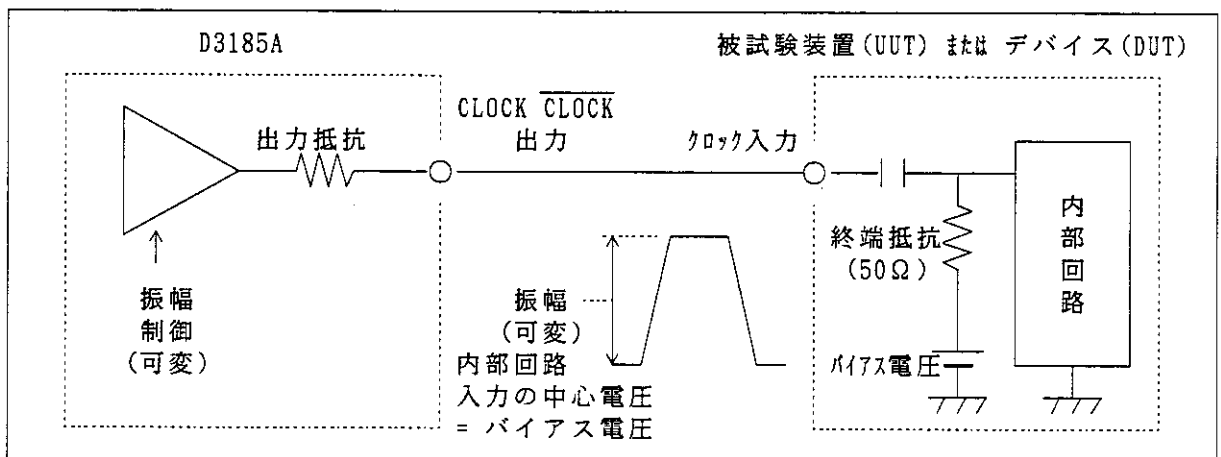 D3185A
被試験装置(UUT) または デバイス(DUT)
CLOCK CLOCK
出力
出力抵抗
クロック入力
振幅
制御
(可変)
振幅
(可変)
内部回路
入力の中心電圧
= バイアス電圧
終端抵抗
(50Ω)
バイアス電圧
内部回路